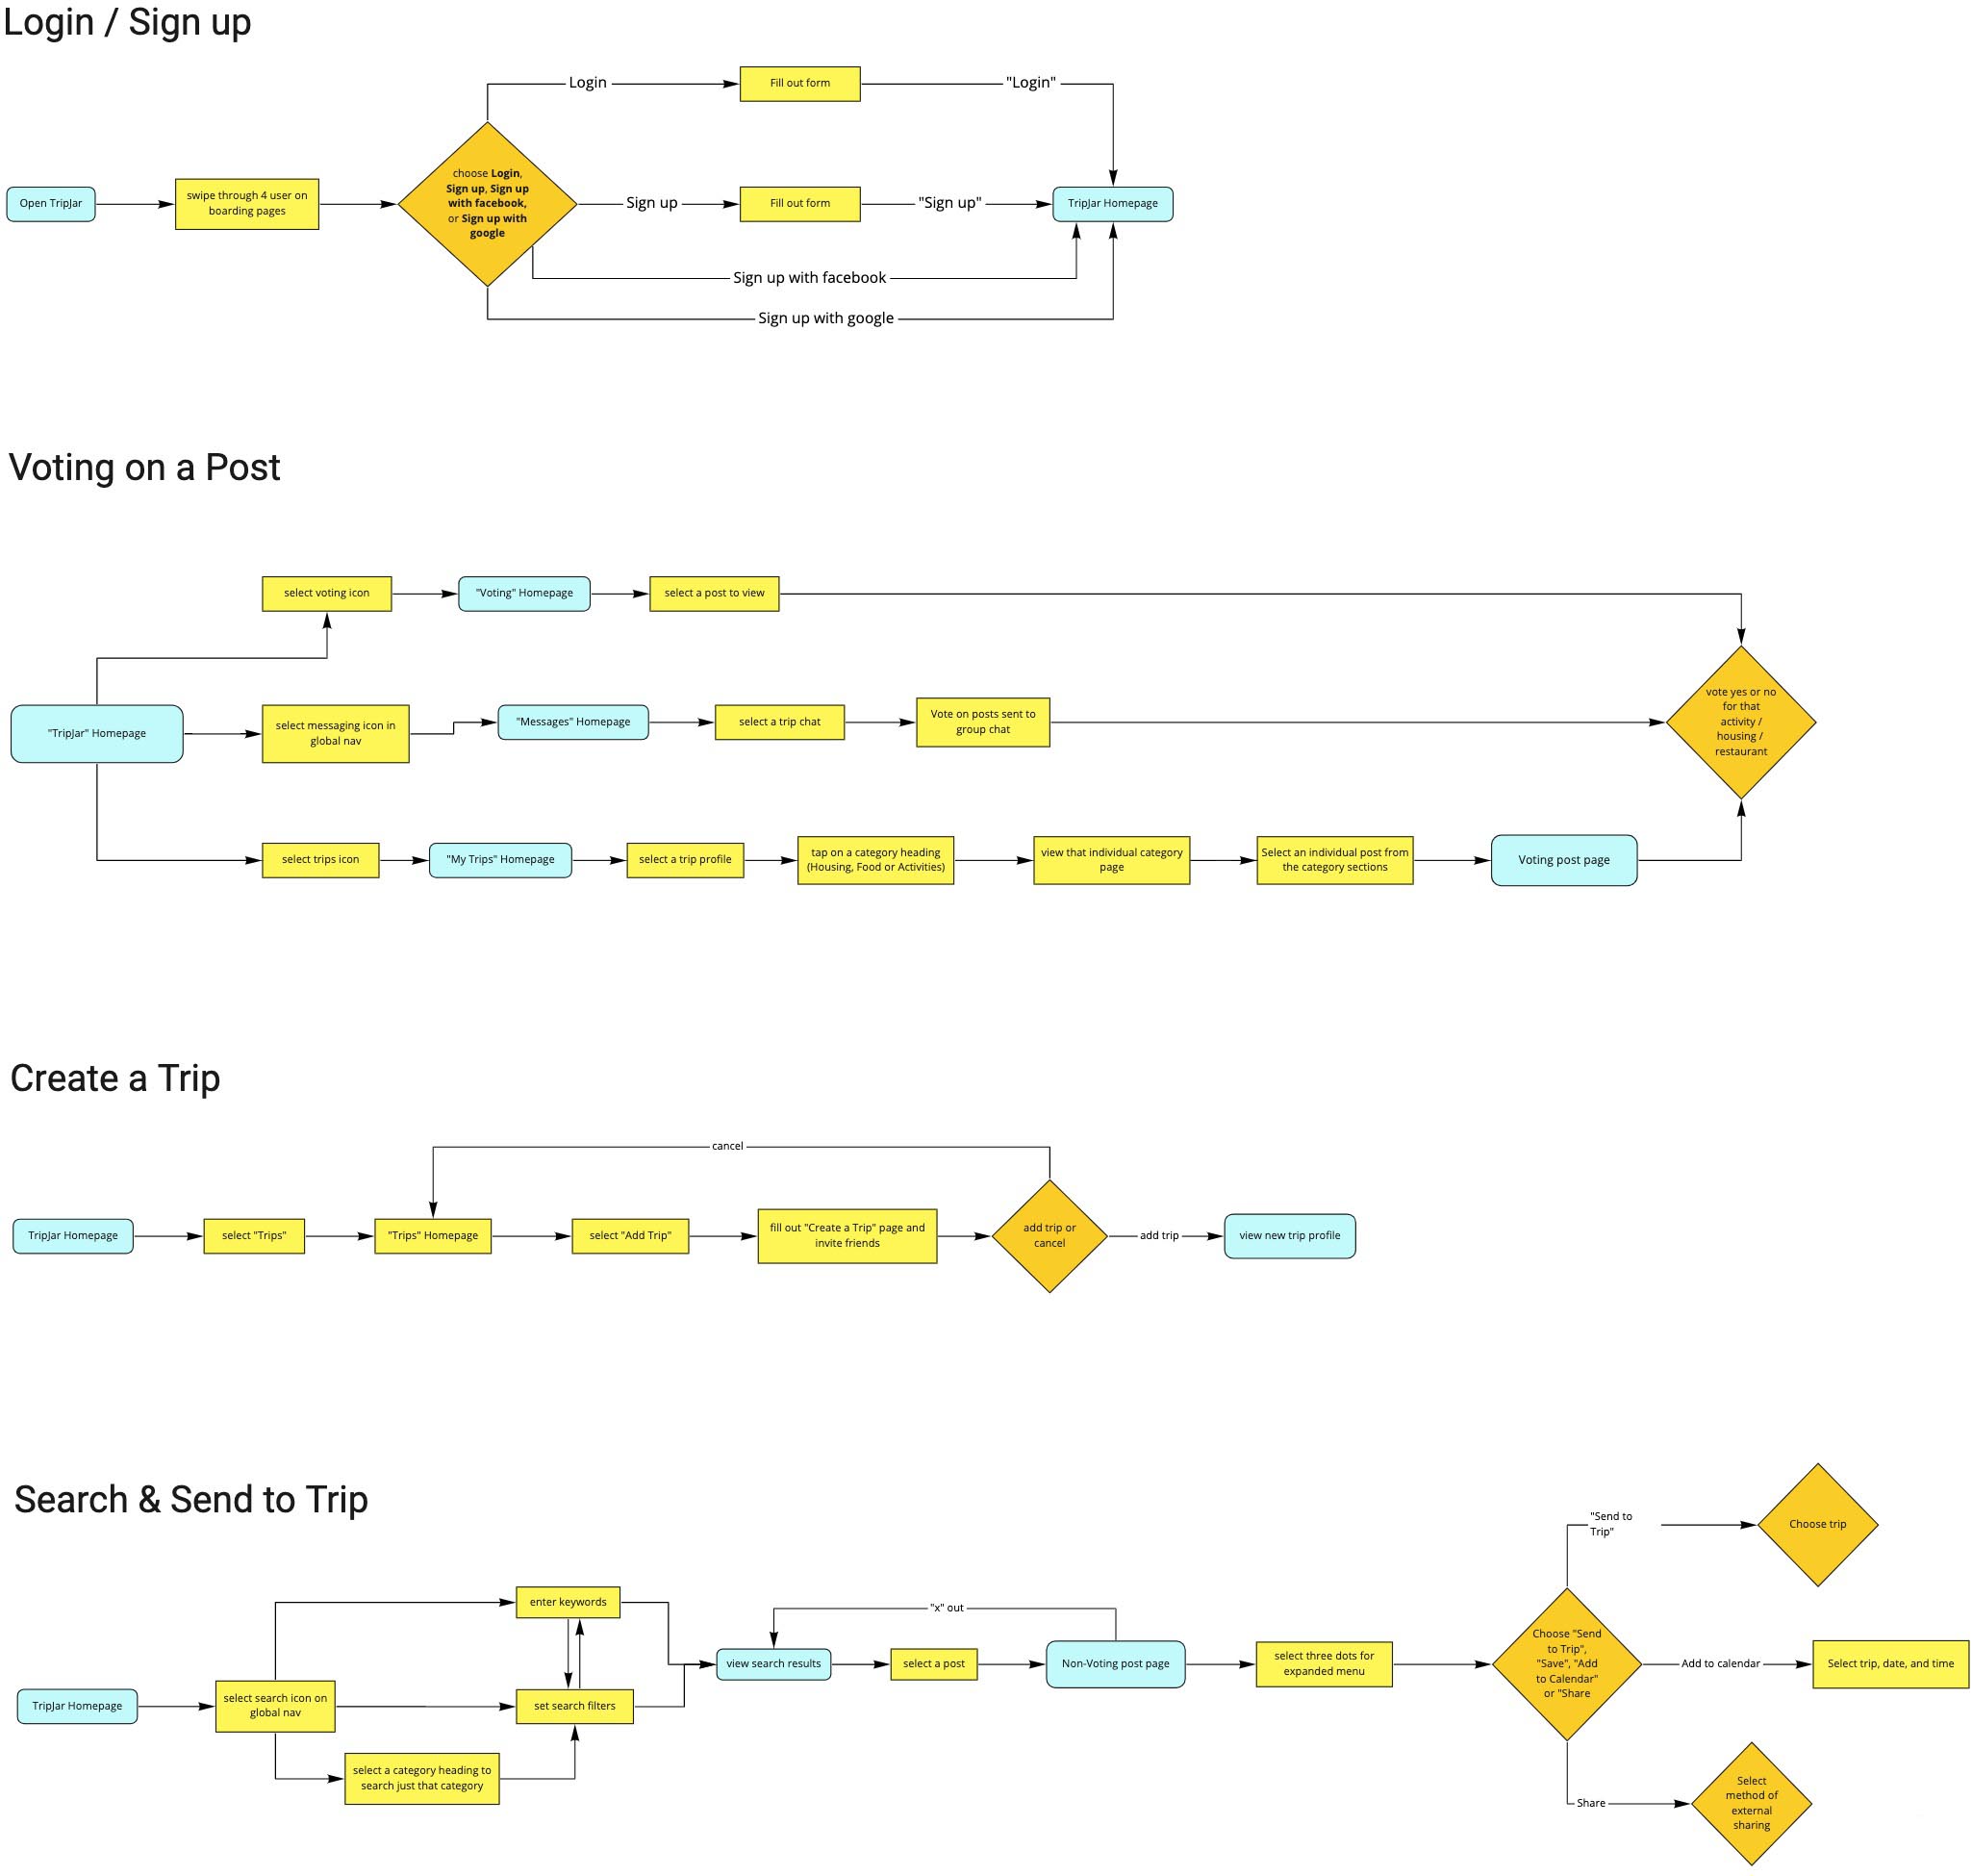 Login / Sign up
Login
Fill out form
"Login"
Open TripJar
swipe through 4 user on
boarding pages
choose Login,
Sign up, Sign up
with facebook,
or Sign up with
google
Sign up
Fill out form
"Sign up"
TripJar Homepage
Sign up with facebook
Sign up with google
Voting on a Post
select voting icon
"Voting" Homepage
select a post to view
"TripJar" Homepage
select messaging icon in
global nav
"Messages" Homepage
select a trip chat
Vote on posts sent to
group chat
vote yes or no
for that
activity /
housing /
restaurant
select trips icon
"My Trips" Homepage
select a trip profile
tap on a category heading
(Housing, Food or Activities)
view that individual category
page
Select an individual post from
the category sections
Voting post page
Create a Trip
cancel
TripJar Homepage
select "Trips"
"Trips" Homepage
select "Add Trip"
fill out "Create a Trip" page and
invite friends
add trip or
cancel
add trip
view new trip profile
Search & Send to Trip
"Send to
Trip"
Choose trip
enter keywords
"x" out
TripJar Homepage
select search icon on
global nav
set search filters
select a category heading to
search just that category
view search results
select a post
Non-Voting post page
select three dots for
expanded menu
Choose "Send
to Trip",
"Save", "Add
to Calendar"
or "Share
Add to calendar
Select trip, date, and time
Share
Select
method of
external
sharing